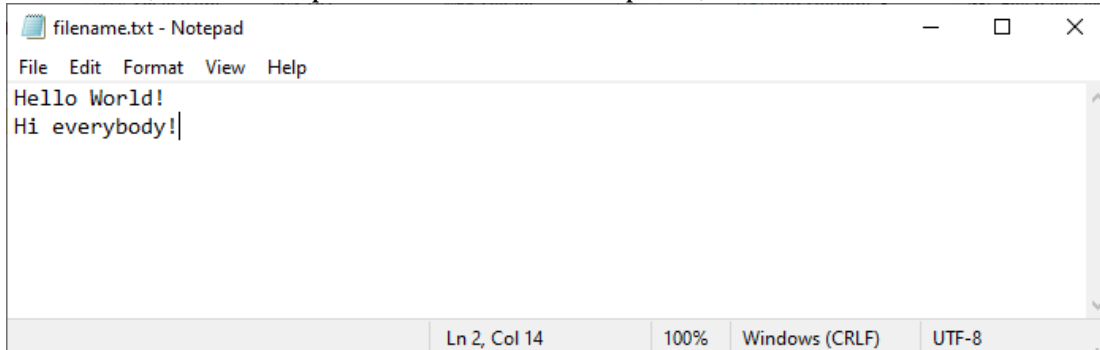 filename.txt - Notepad
File Edit Format View Help
Hello World!
Hi everybody!
Ln 2, Col 14 100% Windows (CRLF) UTF-8